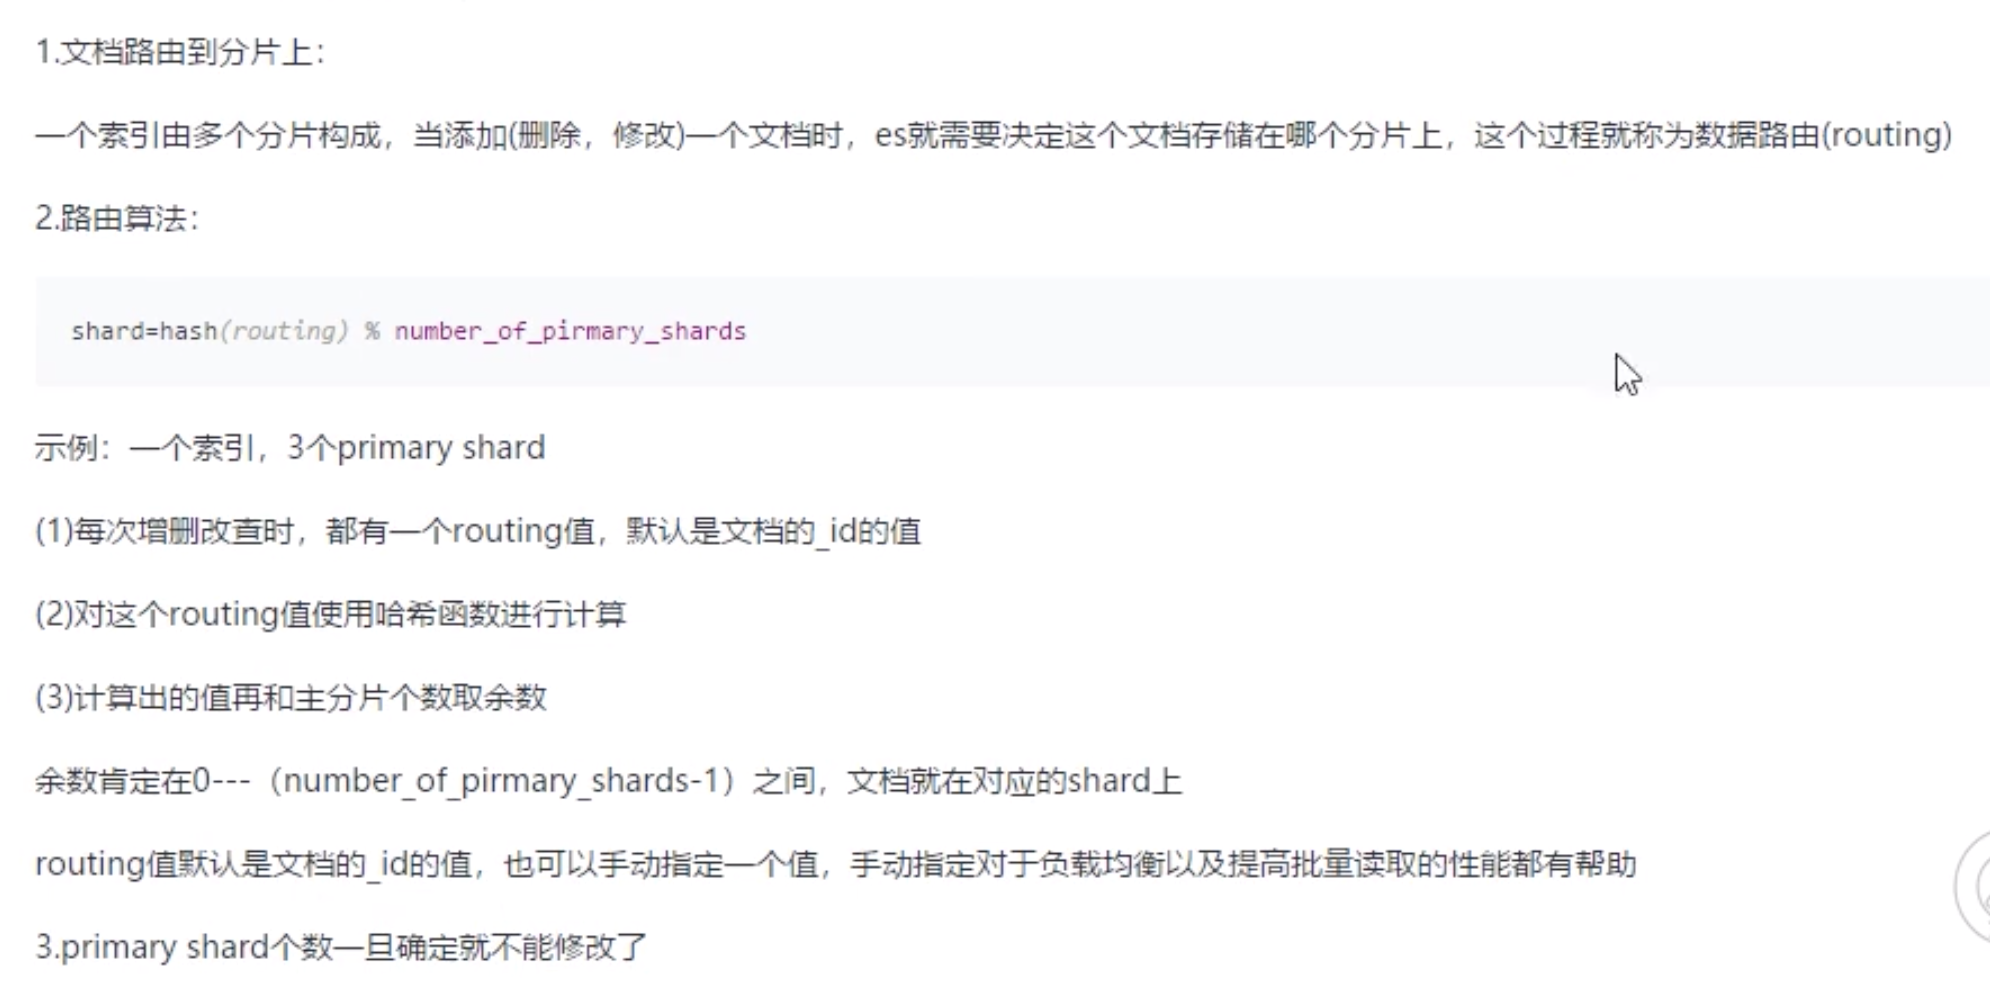 1.文档路由到分片上：
一个索引由多个分片构成，当添加(删除，修改)一个文档时，es就需要决定这个文档存储在哪个分片上，这个过程就称为数据路由(routing)
2.路由算法：
shard=hash(routing) % number_of_pirmary_shards
示例：一个索引，3个primary shard
(1)每次增删改查时，都有一个routing值，默认是文档的_id的值
(2)对这个routing值使用哈希函数进行计算
(3)计算出的值再和主分片个数取余数
余数肯定在0---（number_of_pirmary_shards-1）之间，文档就在对应的shard上
routing值默认是文档的_id的值，也可以手动指定一个值，手动指定对于负载均衡以及提高批量读取的性能都有帮助
3.primary shard个数一旦确定就不能修改了